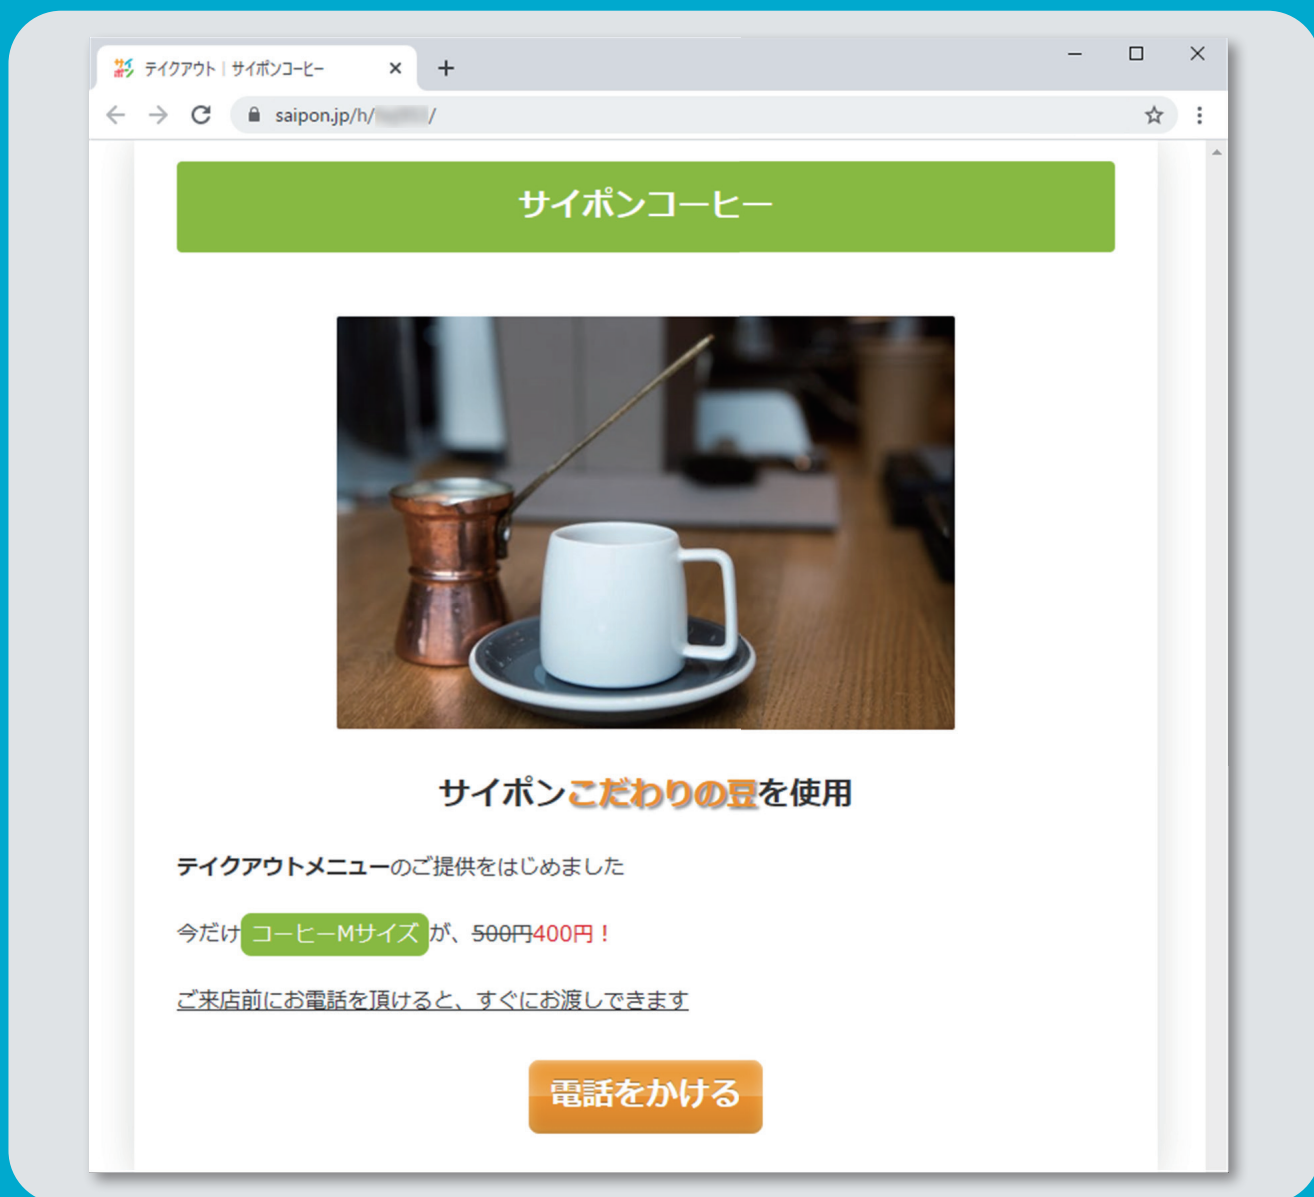 サイポン
テイクアウト｜サイポンコーヒー
saipon.jp/h/ /
サイポンコーヒー
サイポンこだわりの豆を使用
テイクアウトメニューのご提供をはじめました
今だけ コーヒーMサイズ が、500円400円！
ご来店前にお電話を頂けると、すぐにお渡しできます
電話をかける